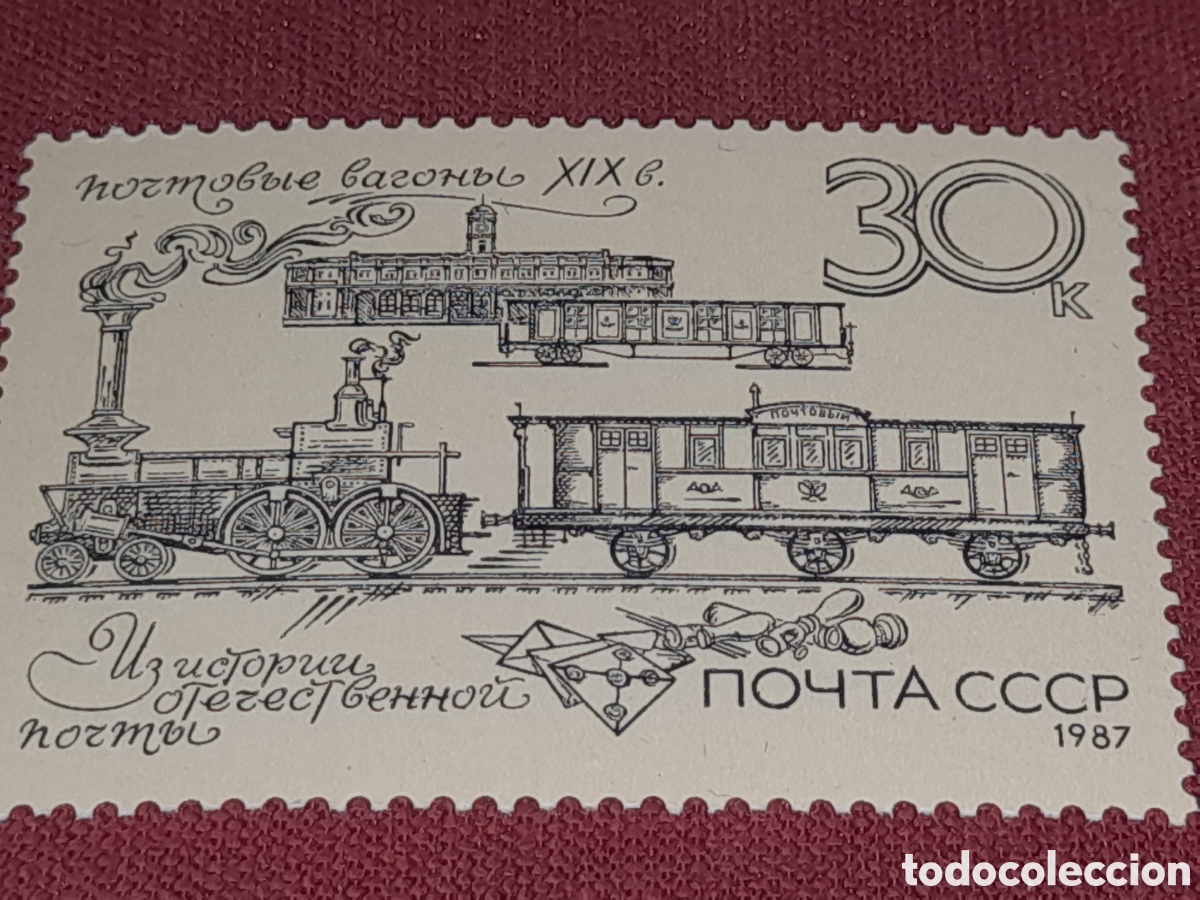 почтовые вагоны XIX в.
30
К
ПОЧТОВЫЙ
Из истории
отечественной
почты
ПОЧТА СССР
1987
todocoleccion